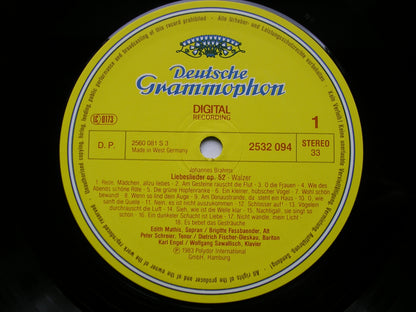 Deutsche
Grammophon
DIGITAL
RECORDING
LC 0173
1
D. P.
2560 081 S 3
Made in West Germany
2532 094
STEREO
33
Johannes Brahms
Liebeslieder op. 52 - Walzer
1. Rede, Mädchen, allzu liebes · 2. Am Gesteine rauscht die Flut · 3. O die Frauen · 4. Wie des
Abends schöne Röte · 5. Die grüne Hopfenranke · 6. Ein kleiner, hübscher Vogel · 7. Wohl schön
bewandt · 8. Wenn so lind dein Auge · 9. Am Donaustrande, da steht ein Haus · 10. O, wie
sanft die Quelle · 11. Nein, es ist nicht auszukommen · 12. Schlosser auf · 13. Vögelein
durchrauscht die Luft · 14. Sieh, wie ist die Welle klar · 15. Nachtigall, sie singt so
schön · 16. Ein dunkeler Schacht ist Liebe · 17. Nicht wandle, mein Licht ·
18. Es bebet das Gesträuche
Edith Mathis, Sopran / Brigitte Fassbaender, Alt
Peter Schreier, Tenor / Dietrich Fischer-Dieskau, Bariton
Karl Engel / Wolfgang Sawallisch, Klavier
℗ 1983 Polydor International
GmbH, Hamburg